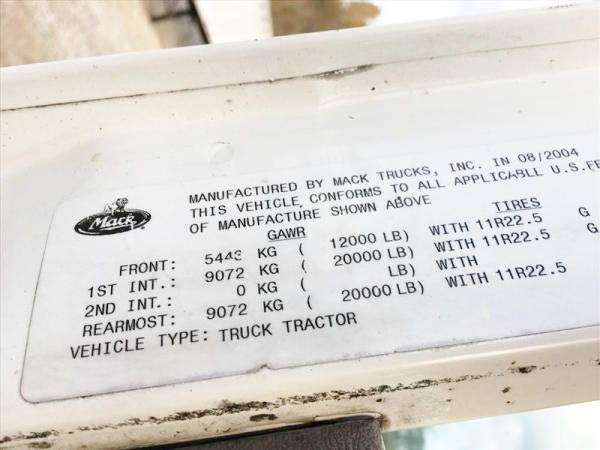 Mack
MANUFACTURED BY MACK TRUCKS, INC. IN 08/2004
THIS VEHICLE CONFORMS TO ALL APPLICABLE U.S.
OF MANUFACTURE SHOWN ABOVE
GAWR TIRES
FRONT: 5443 KG ( 12000 LB) WITH 11R22.5 G
1ST INT.: 9072 KG ( 20000 LB) WITH 11R22.5 G
2ND INT.: 0 KG ( LB) WITH
REARMOST: 9072 KG ( 20000 LB) WITH 11R22.5
VEHICLE TYPE: TRUCK TRACTOR